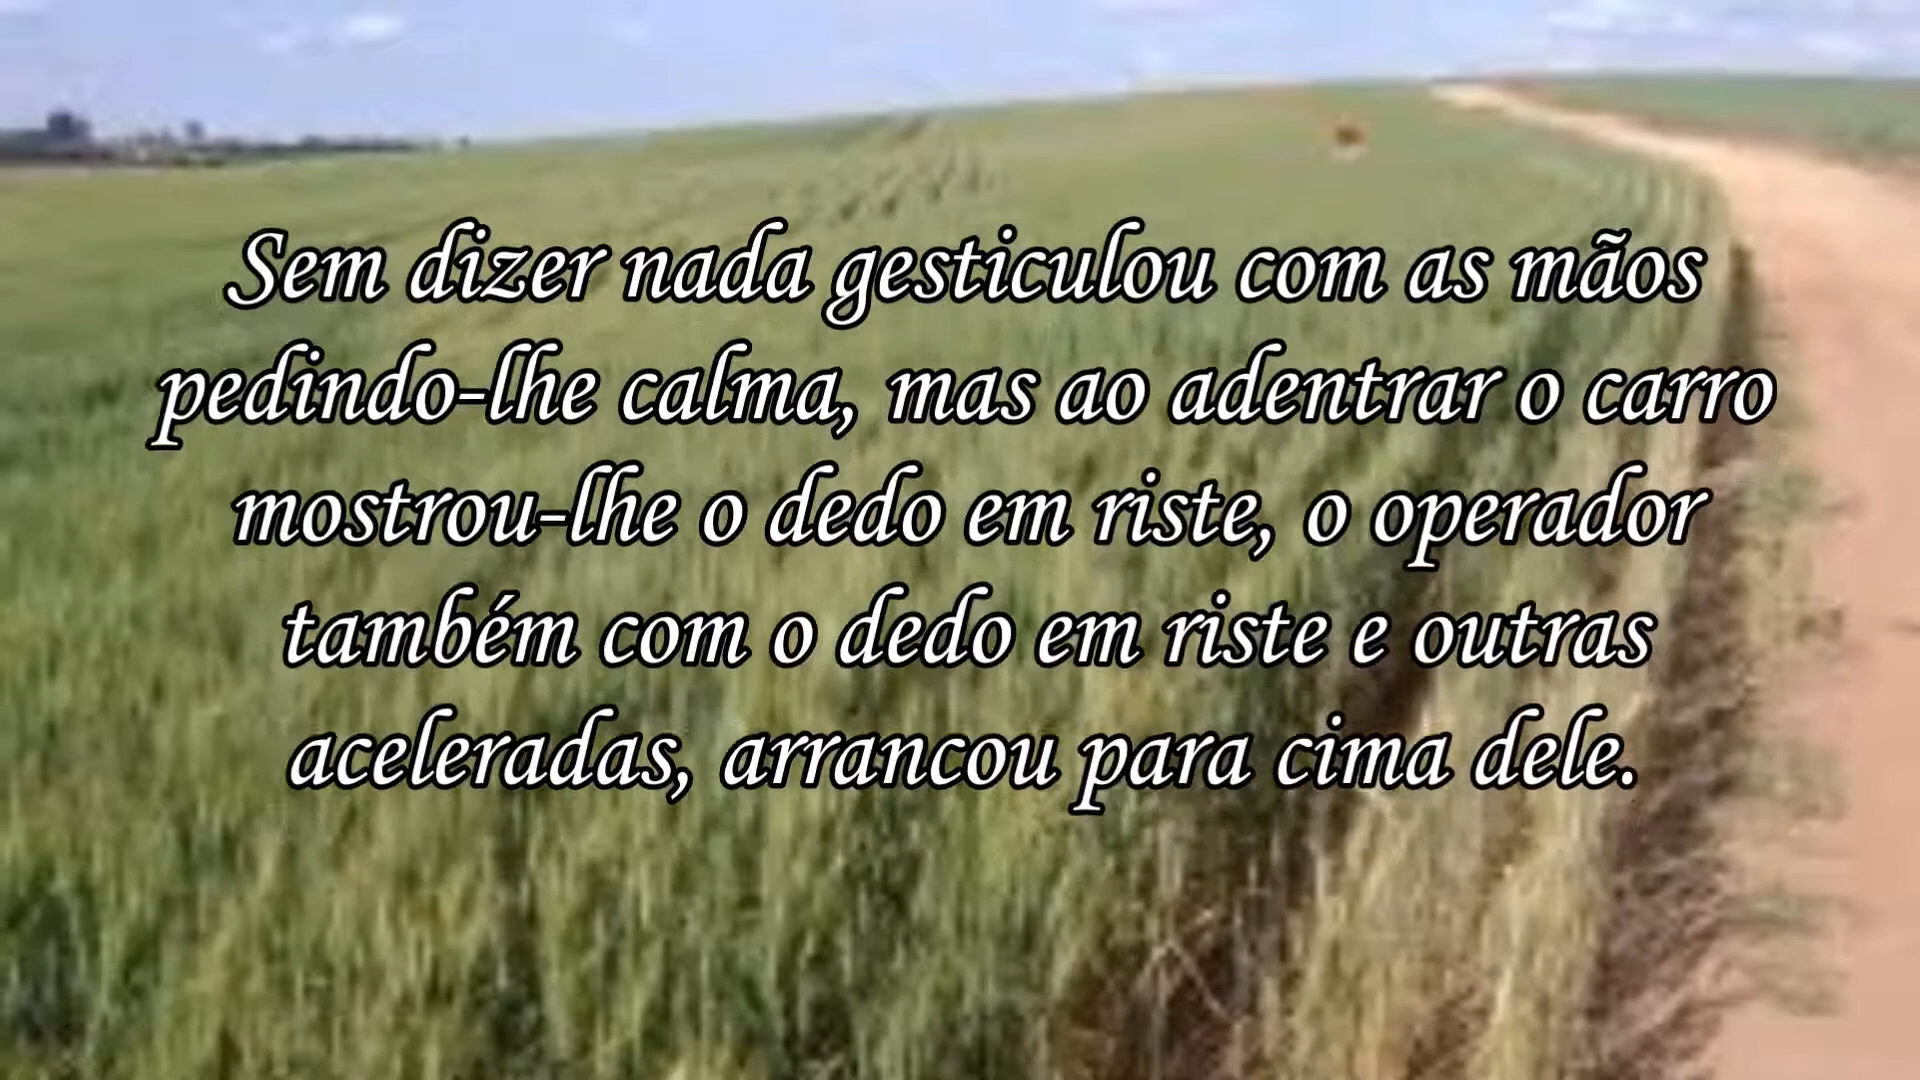 Sem dizer nada gesticulou com as mãos
pedindo-lhe calma, mas ao adentrar o carro
mostrou-lhe o dedo em riste, o operador
também com o dedo em riste e outras
aceleradas, arrancou para cima dele.